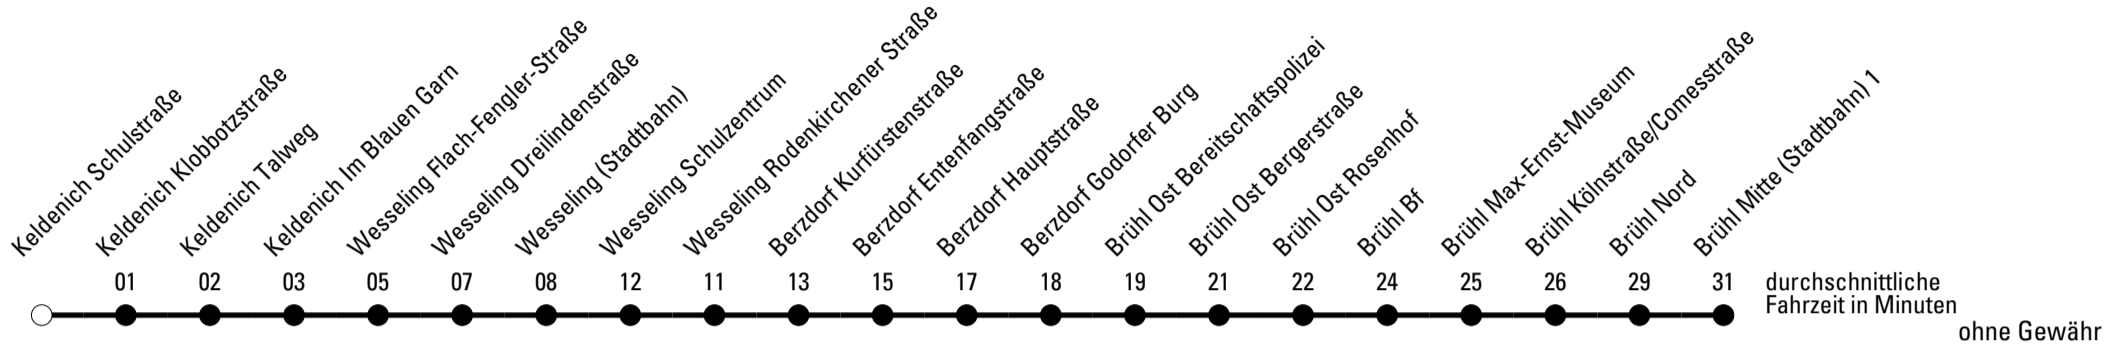 Keldenich Schulstraße
Keldenich Klobbotzstraße
Keldenich Talweg
Keldenich Im Blauen Garn
Wesseling Flach-Fengler-Straße
Wesseling Dreilindenstraße
Wesseling (Stadtbahn)
Wesseling Schulzentrum
Wesseling Rodenkirchener Straße
Berzdorf Kurfürstenstraße
Berzdorf Entenfangstraße
Berzdorf Hauptstraße
Berzdorf Godorfer Burg
Brühl Ost Bereitschaftspolizei
Brühl Ost Bergerstraße
Brühl Ost Rosenhof
Brühl Bf
Brühl Max-Ernst-Museum
Brühl Kölnstraße/Comesstraße
Brühl Nord
Brühl Mitte (Stadtbahn) 1
01 02 03 05 07 08 12 11 13 15 17 18 19 21 22 24 25 26 29 31 durchschnittliche
Fahrzeit in Minuten
ohne Gewähr